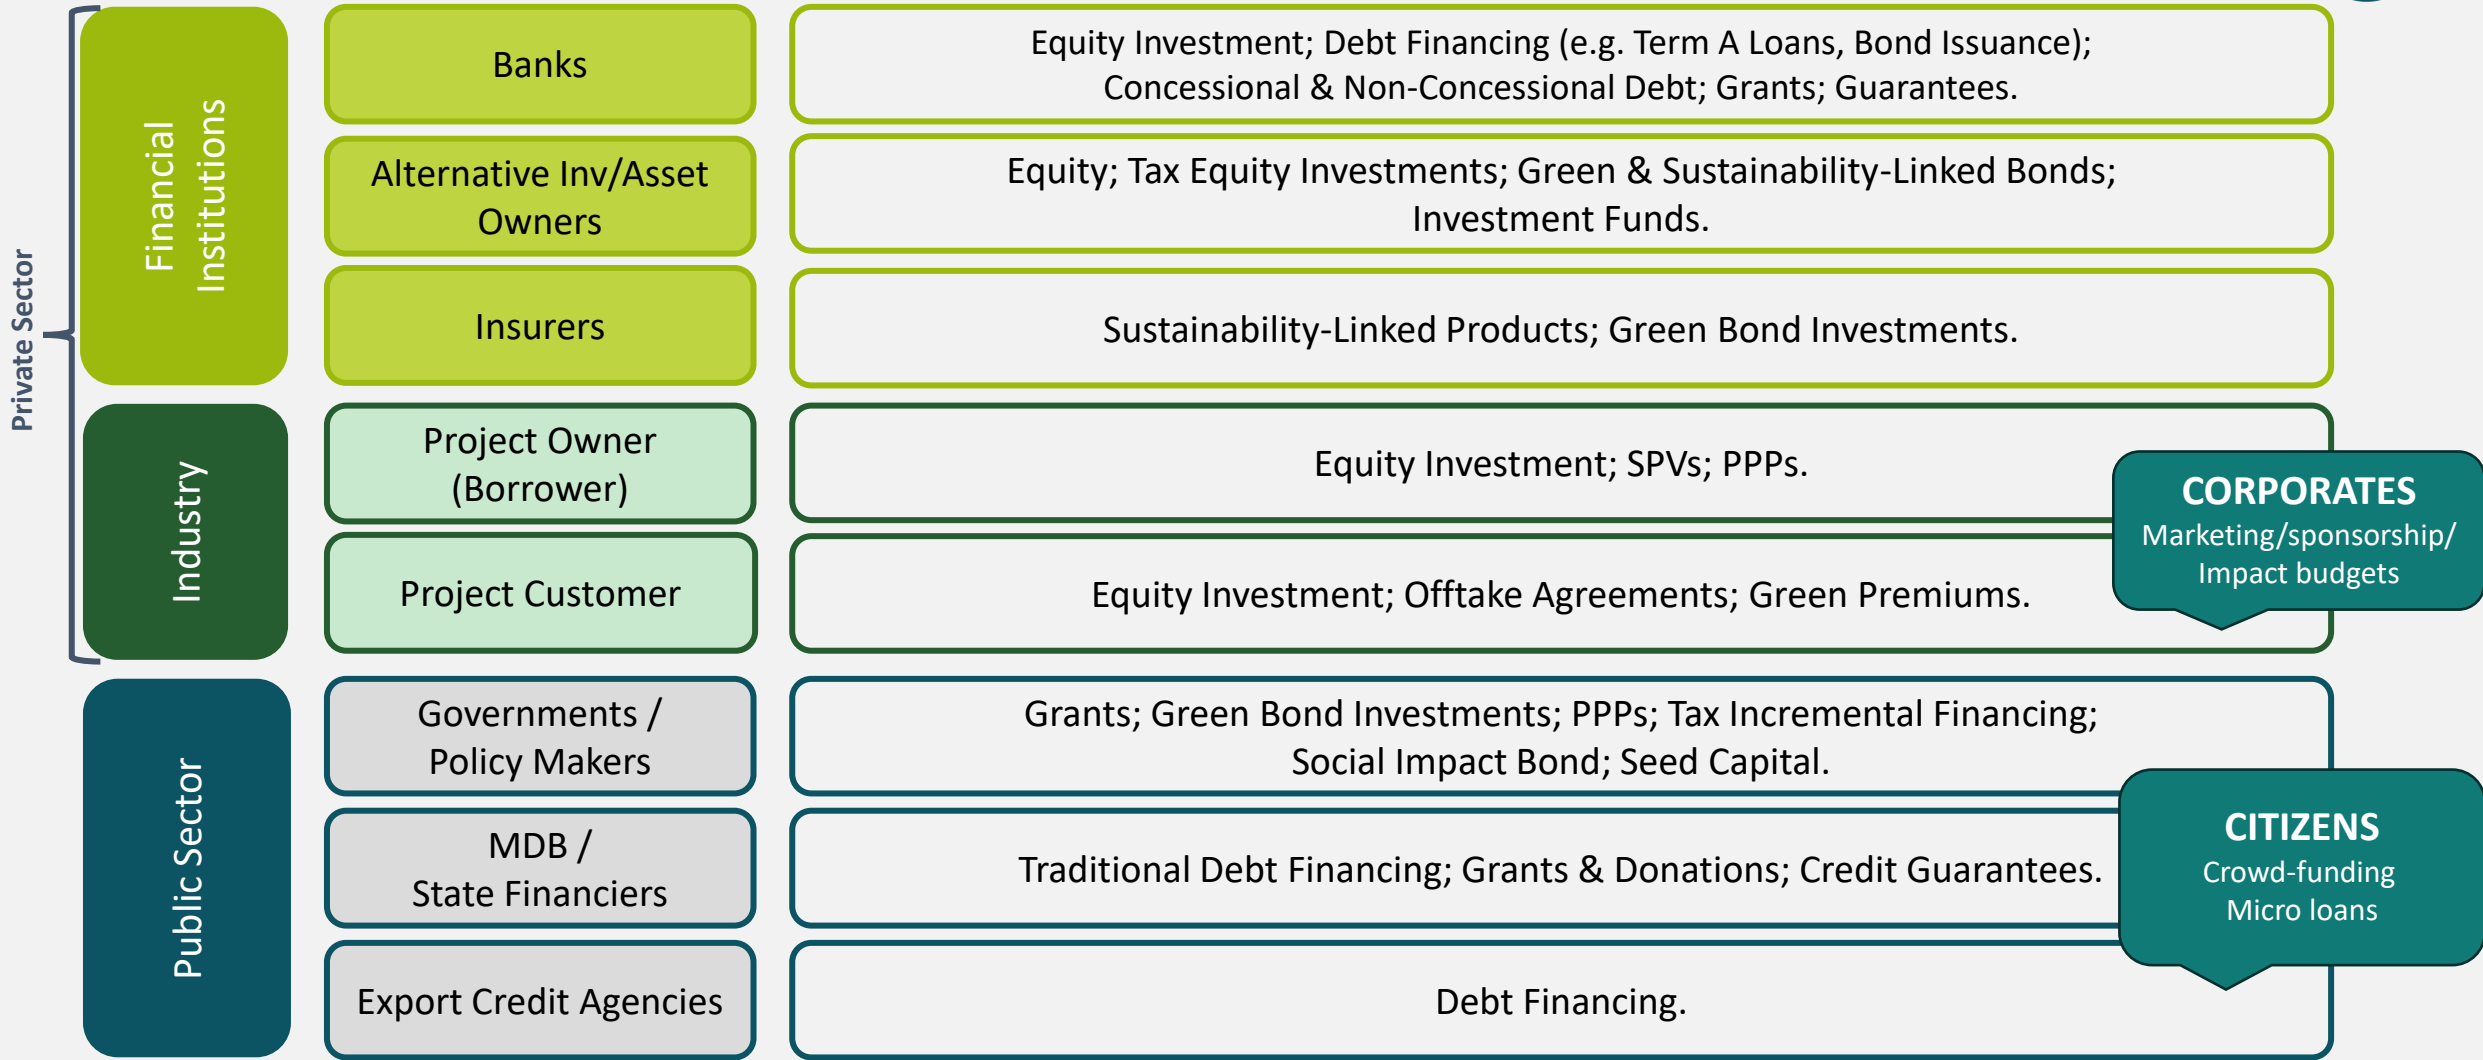 Private Sector
Financial
Institutions
Banks
Equity Investment; Debt Financing (e.g. Term A Loans, Bond Issuance);
Concessional & Non-Concessional Debt; Grants; Guarantees.
Alternative Inv/Asset
Owners
Equity; Tax Equity Investments; Green & Sustainability-Linked Bonds;
Investment Funds.
Insurers
Sustainability-Linked Products; Green Bond Investments.
Industry
Project Owner
(Borrower)
Equity Investment; SPVs; PPPs.
Project Customer
Equity Investment; Offtake Agreements; Green Premiums.
CORPORATES
Marketing/sponsorship/
Impact budgets
Public Sector
Governments /
Policy Makers
Grants; Green Bond Investments; PPPs; Tax Incremental Financing;
Social Impact Bond; Seed Capital.
MDB /
State Financiers
Traditional Debt Financing; Grants & Donations; Credit Guarantees.
Export Credit Agencies
Debt Financing.
CITIZENS
Crowd-funding
Micro loans